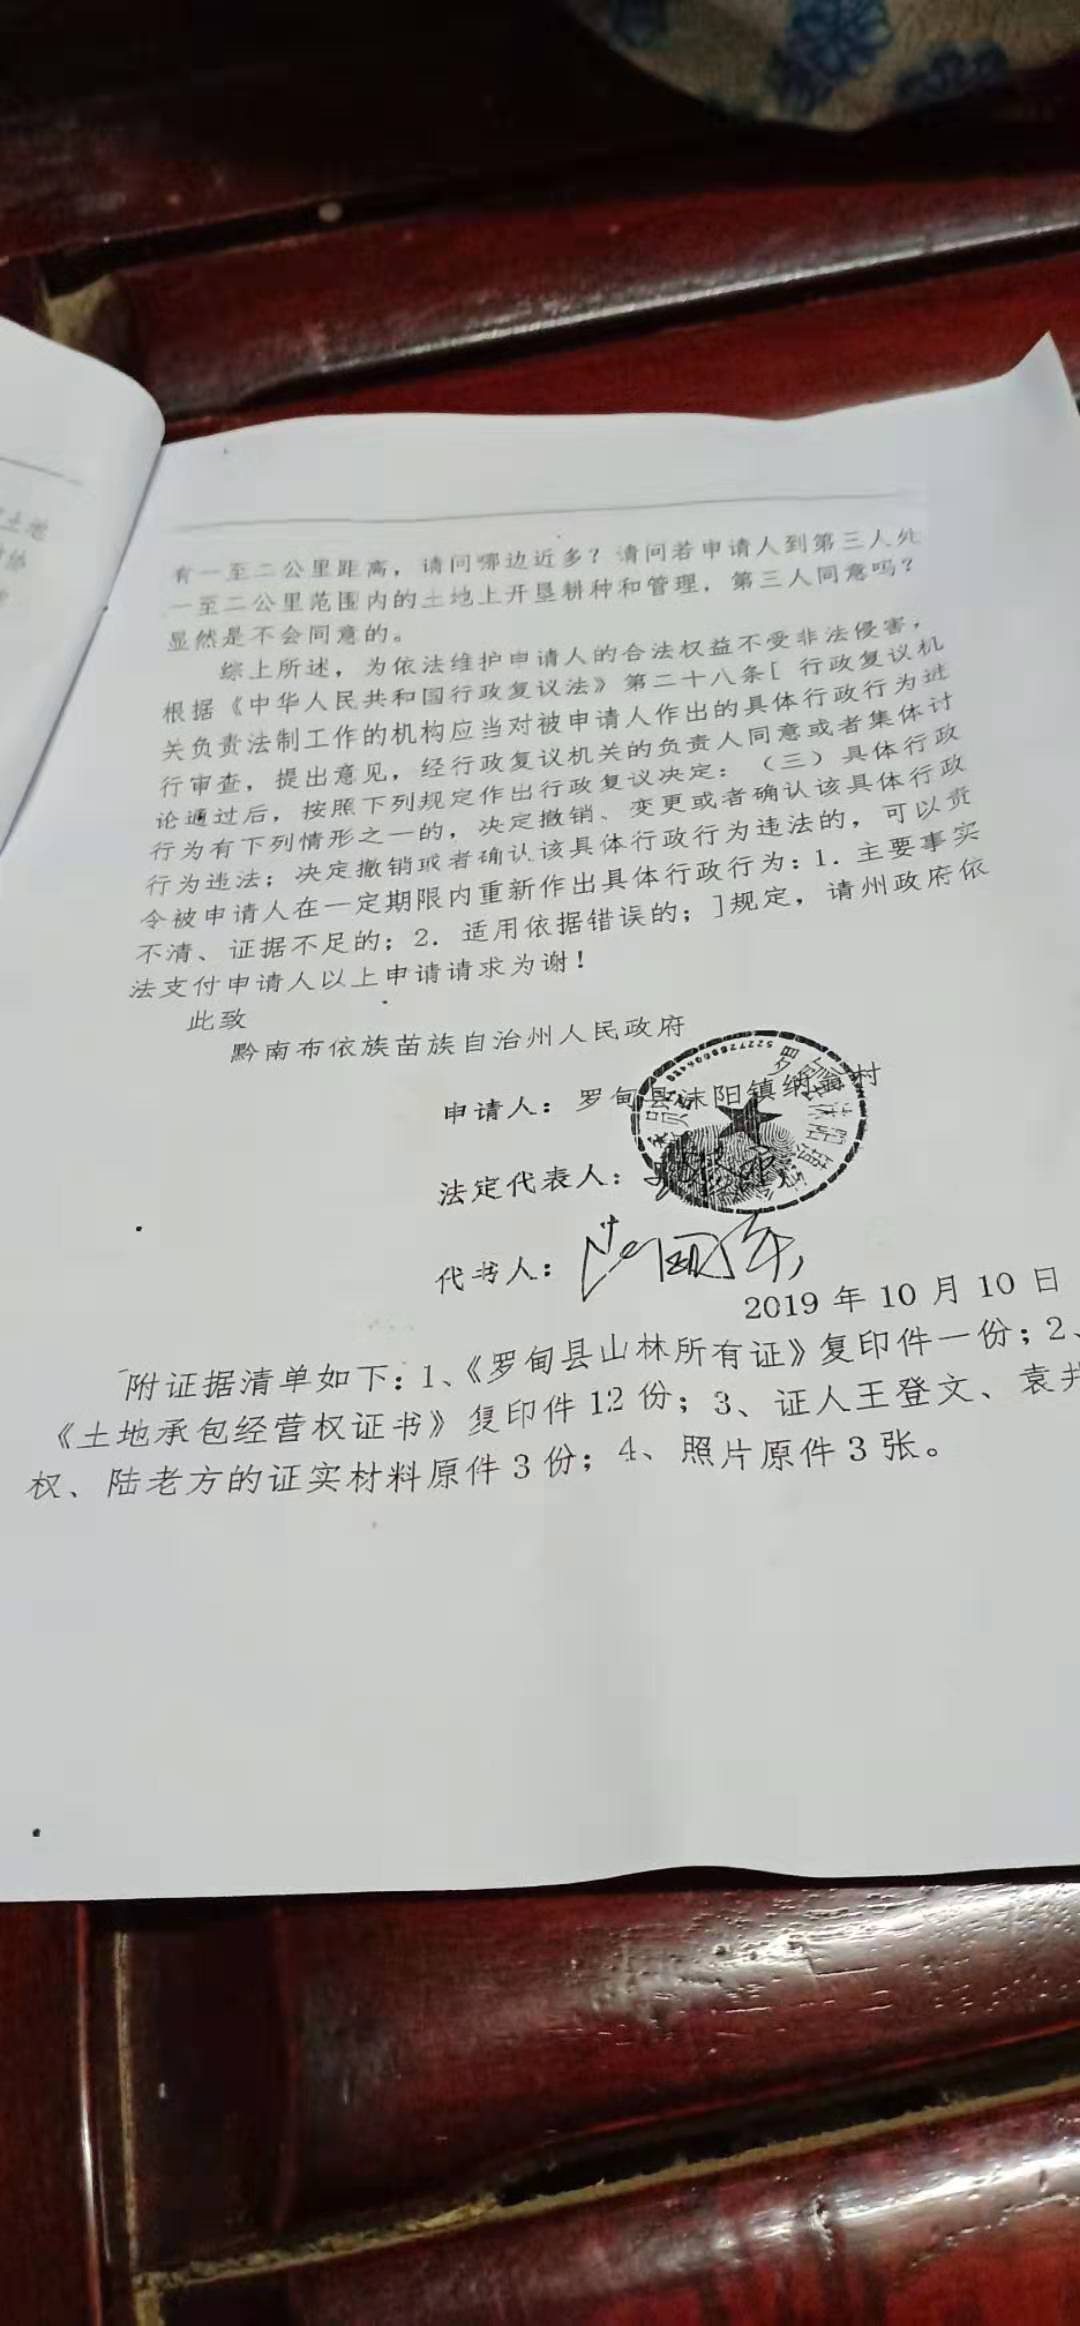 土地
有一至二公里距离，请问哪边近多？请问若申请人到第三人处
一至二公里范围内的土地上开垦耕种和管理，第三人同意吗？
显然是不会同意的。
综上所述，为依法维护申请人的合法权益不受非法侵害，
根据《中华人民共和国行政复议法》第二十八条[ 行政复议机
关负责法制工作的机构应当对被申请人作出的具体行政行为进
行审查，提出意见，经行政复议机关的负责人同意或者集体讨
论通过后，按照下列规定作出行政复议决定：（三）具体行政
行为有下列情形之一的，决定撤销、变更或者确认该具体行政
行为违法；决定撤销或者确认该具体行政行为违法的，可以责
令被申请人在一定期限内重新作出具体行政行为：1. 主要事实
不清、证据不足的；2. 适用依据错误的；]规定，请州政府依
法支付申请人以上申请请求为谢！
此致
黔南布依族苗族自治州人民政府
申请人：罗甸县沫阳镇纳翁村
法定代表人：
代书人：
2019 年 10 月 10 日
附证据清单如下：1、《罗甸县山林所有证》复印件一份；2、
《土地承包经营权证书》复印件 12 份；3、证人王登文、袁井
权、陆老方的证实材料原件 3 份；4、照片原件 3 张。